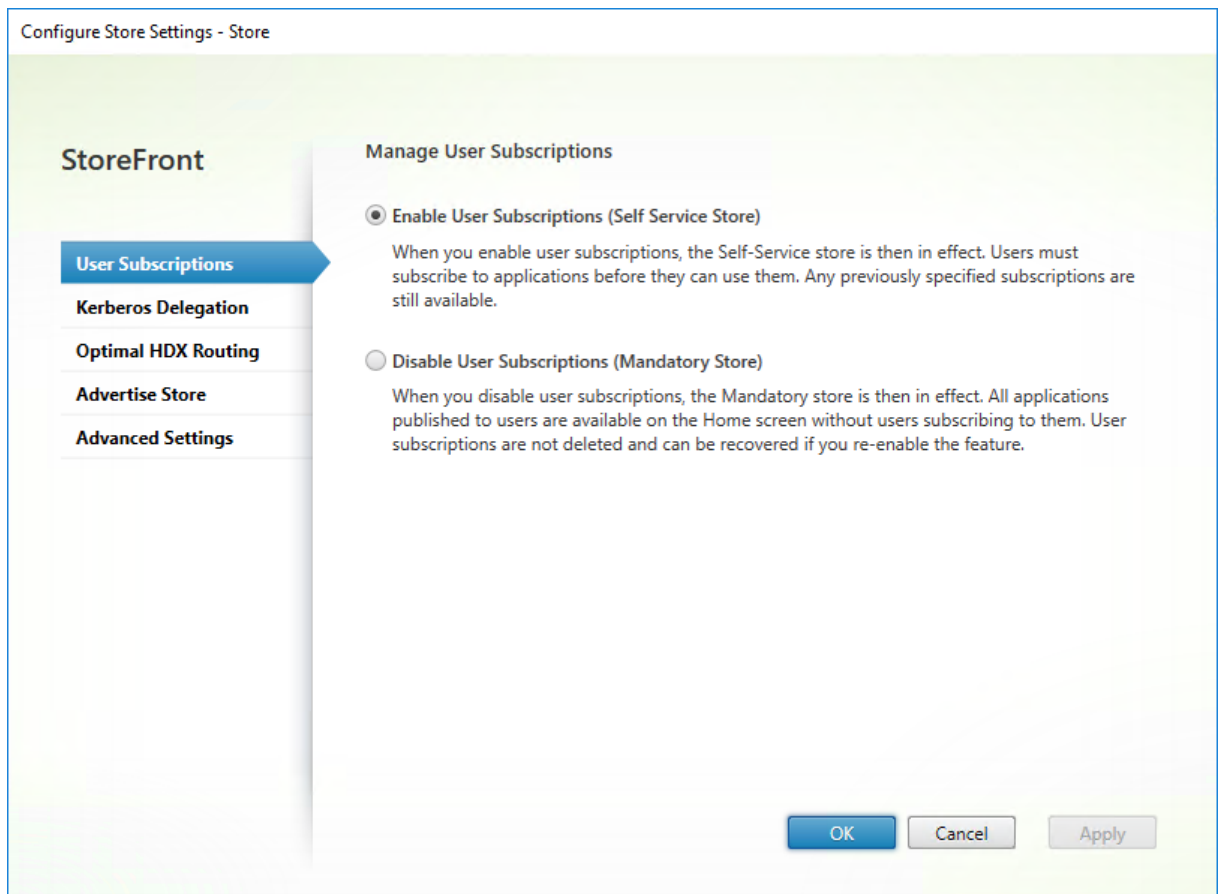 Configure Store Settings - Store
StoreFront
User Subscriptions
Kerberos Delegation
Optimal HDX Routing
Advertise Store
Advanced Settings
Manage User Subscriptions
Enable User Subscriptions (Self Service Store)
When you enable user subscriptions, the Self-Service store is then in effect. Users must
subscribe to applications before they can use them. Any previously specified subscriptions are
still available.
Disable User Subscriptions (Mandatory Store)
When you disable user subscriptions, the Mandatory store is then in effect. All applications
published to users are available on the Home screen without users subscribing to them. User
subscriptions are not deleted and can be recovered if you re-enable the feature.
OK
Cancel
Apply